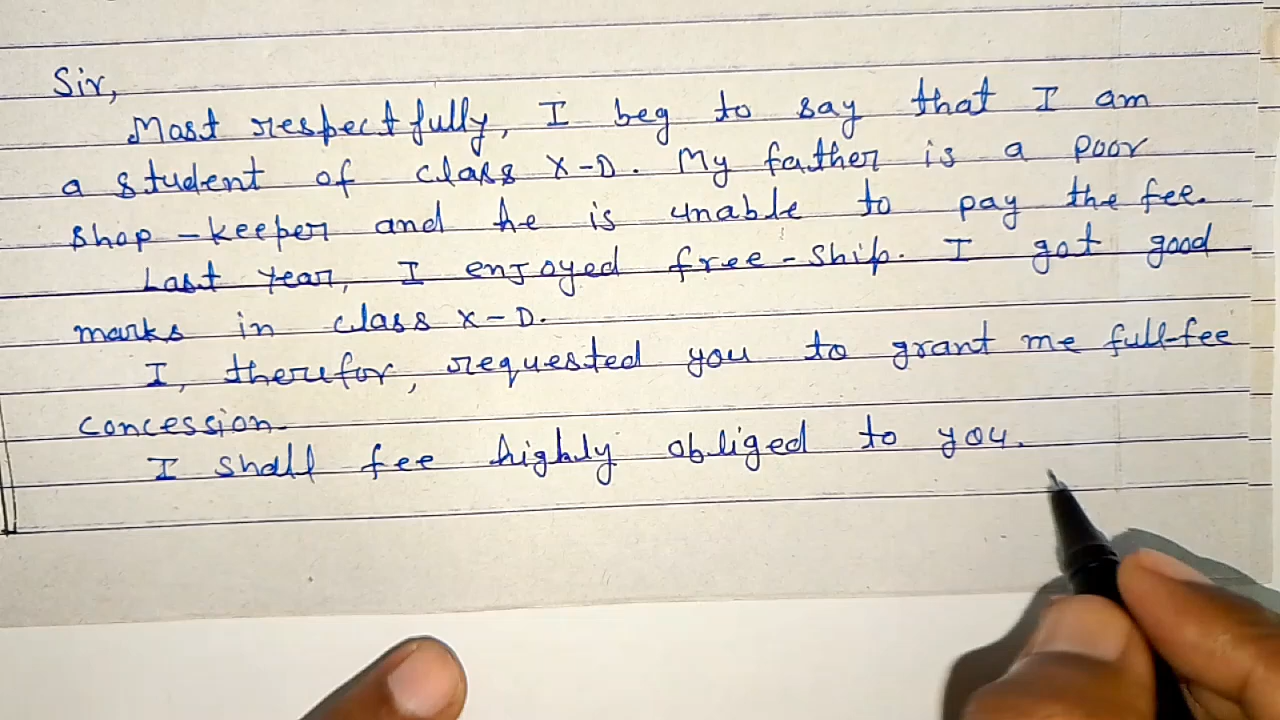 Sir,
Most respectfully, I beg to say that I am
a student of class X-D. My father is a poor
shop-keeper and he is unable to pay the fee.
Last year, I enjoyed free-ship. I got good
marks in class X-D.
I, therefor, requested you to grant me full-fee
concession.
I shall fee highly obliged to you.